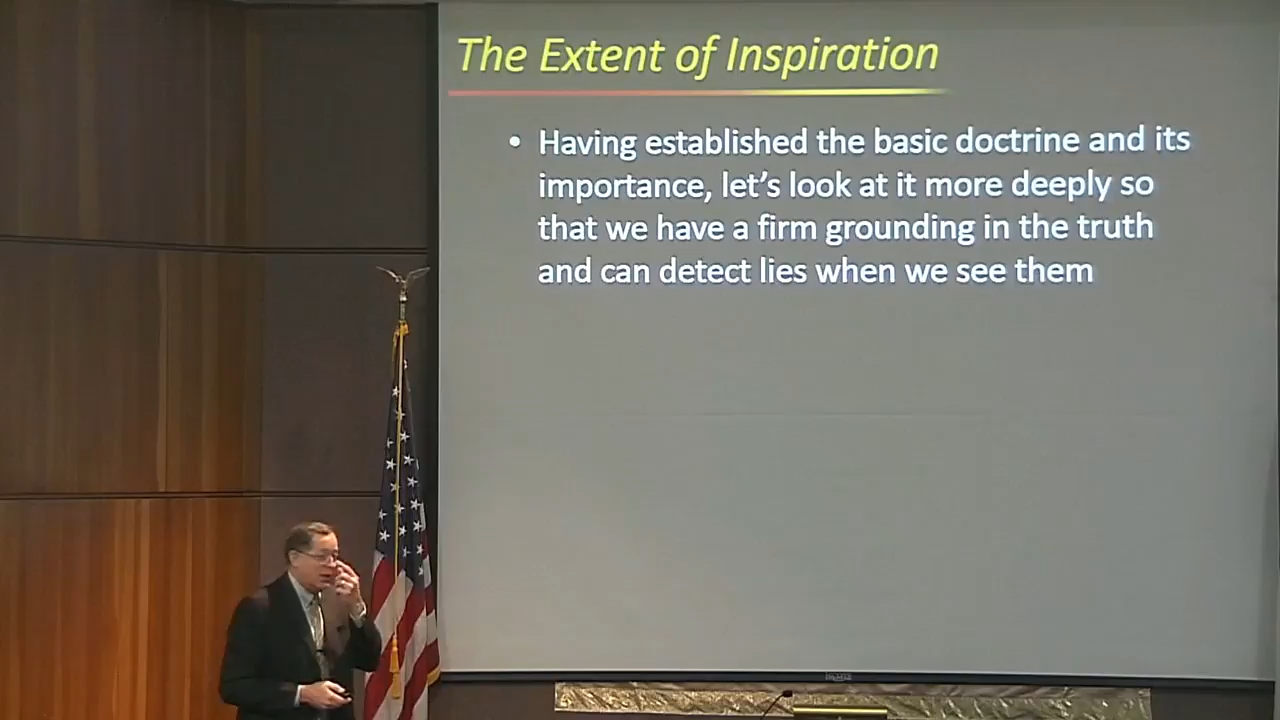 The Extent of Inspiration
• Having established the basic doctrine and its
importance, let's look at it more deeply so
that we have a firm grounding in the truth
and can detect lies when we see them